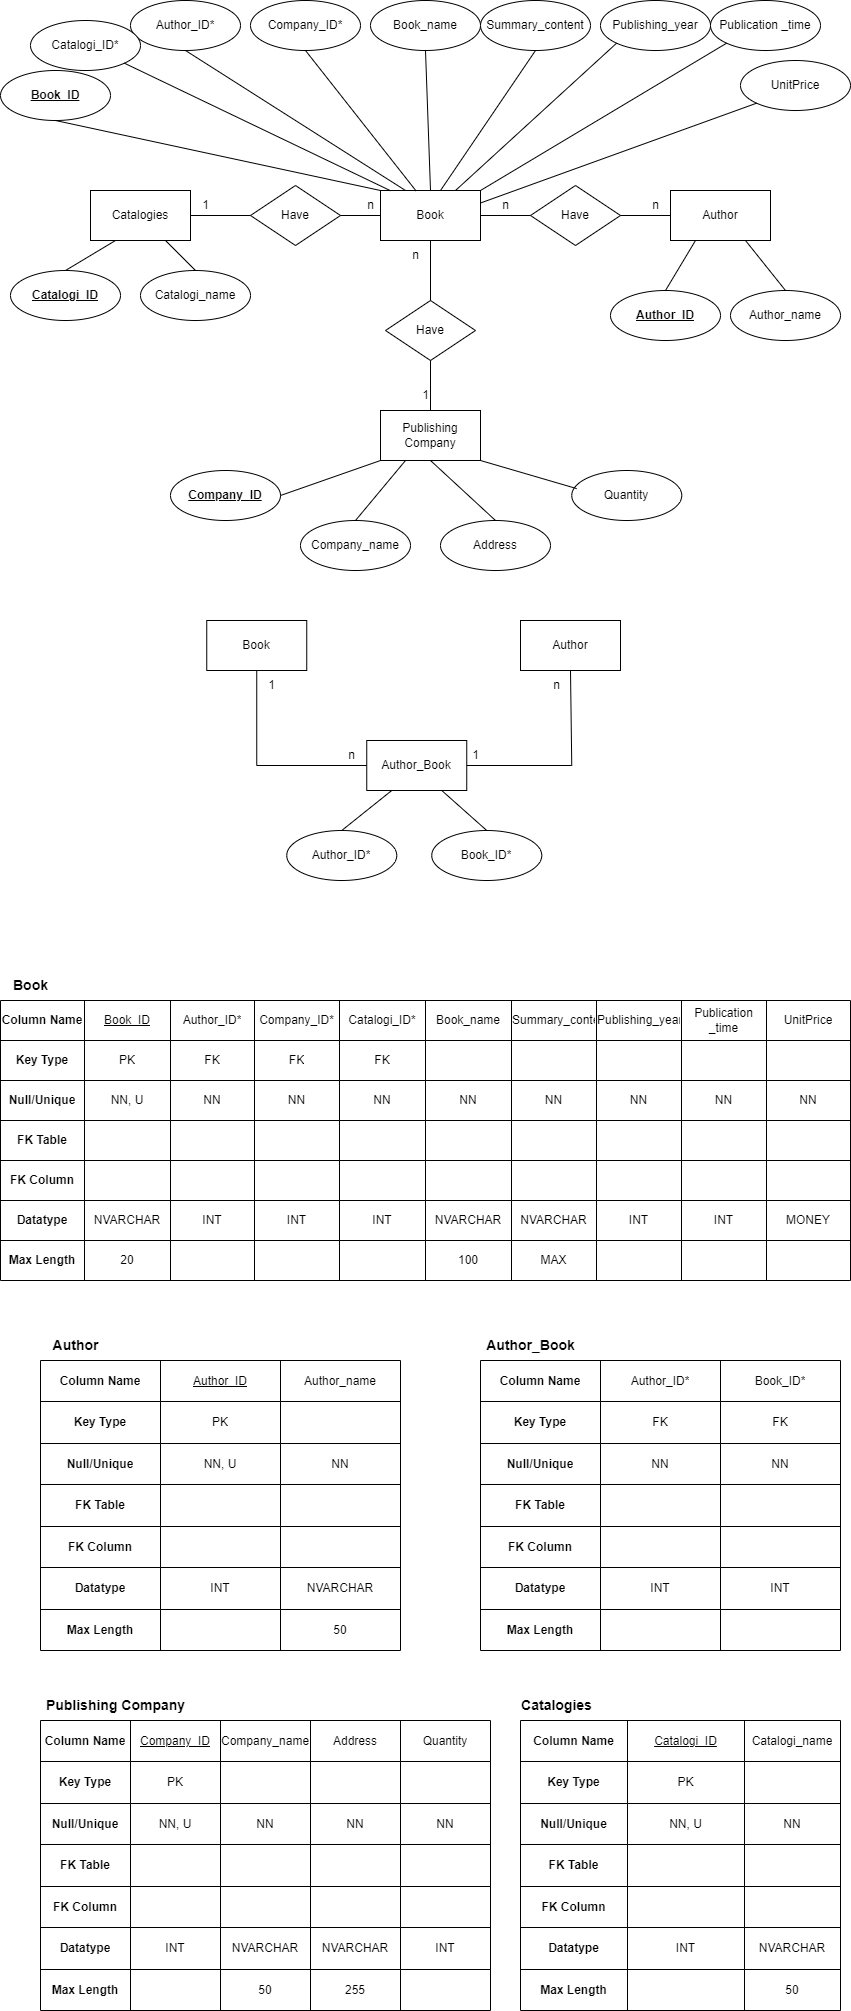 Author_ID*
Company_ID*
Book_name
Summary_content
Publishing_year
Publication _time
Catalogi_ID*
Book_ID
UnitPrice
Catalogies
1
Have
n
Book
n
Have
n
Author
n
Catalogi_ID
Catalogi_name
Author_ID
Author_name
Have
1
Publishing
Company
Company_ID
Quantity
Company_name
Address
Book
Author
1
n
n
1
Author_Book
Author_ID*
Book_ID*
Book
Column Name Book_ID Author_ID* Company_ID* Catalogi_ID* Book_name Summary_conte Publishing_year Publication _time UnitPrice
Key Type PK FK FK FK
Null/Unique NN, U NN NN NN NN NN NN NN NN
FK Table
FK Column
Datatype NVARCHAR INT INT INT NVARCHAR NVARCHAR INT INT MONEY
Max Length 20 100 MAX
Author
Column Name Author_ID Author_name
Key Type PK
Null/Unique NN, U NN
FK Table
FK Column
Datatype INT NVARCHAR
Max Length 50
Author_Book
Column Name Author_ID* Book_ID*
Key Type FK FK
Null/Unique NN NN
FK Table
FK Column
Datatype INT INT
Max Length
Publishing Company
Column Name Company_ID Company_name Address Quantity
Key Type PK
Null/Unique NN, U NN NN NN
FK Table
FK Column
Datatype INT NVARCHAR NVARCHAR INT
Max Length 50 255
Catalogies
Column Name Catalogi_ID Catalogi_name
Key Type PK
Null/Unique NN, U NN
FK Table
FK Column
Datatype INT NVARCHAR
Max Length 50